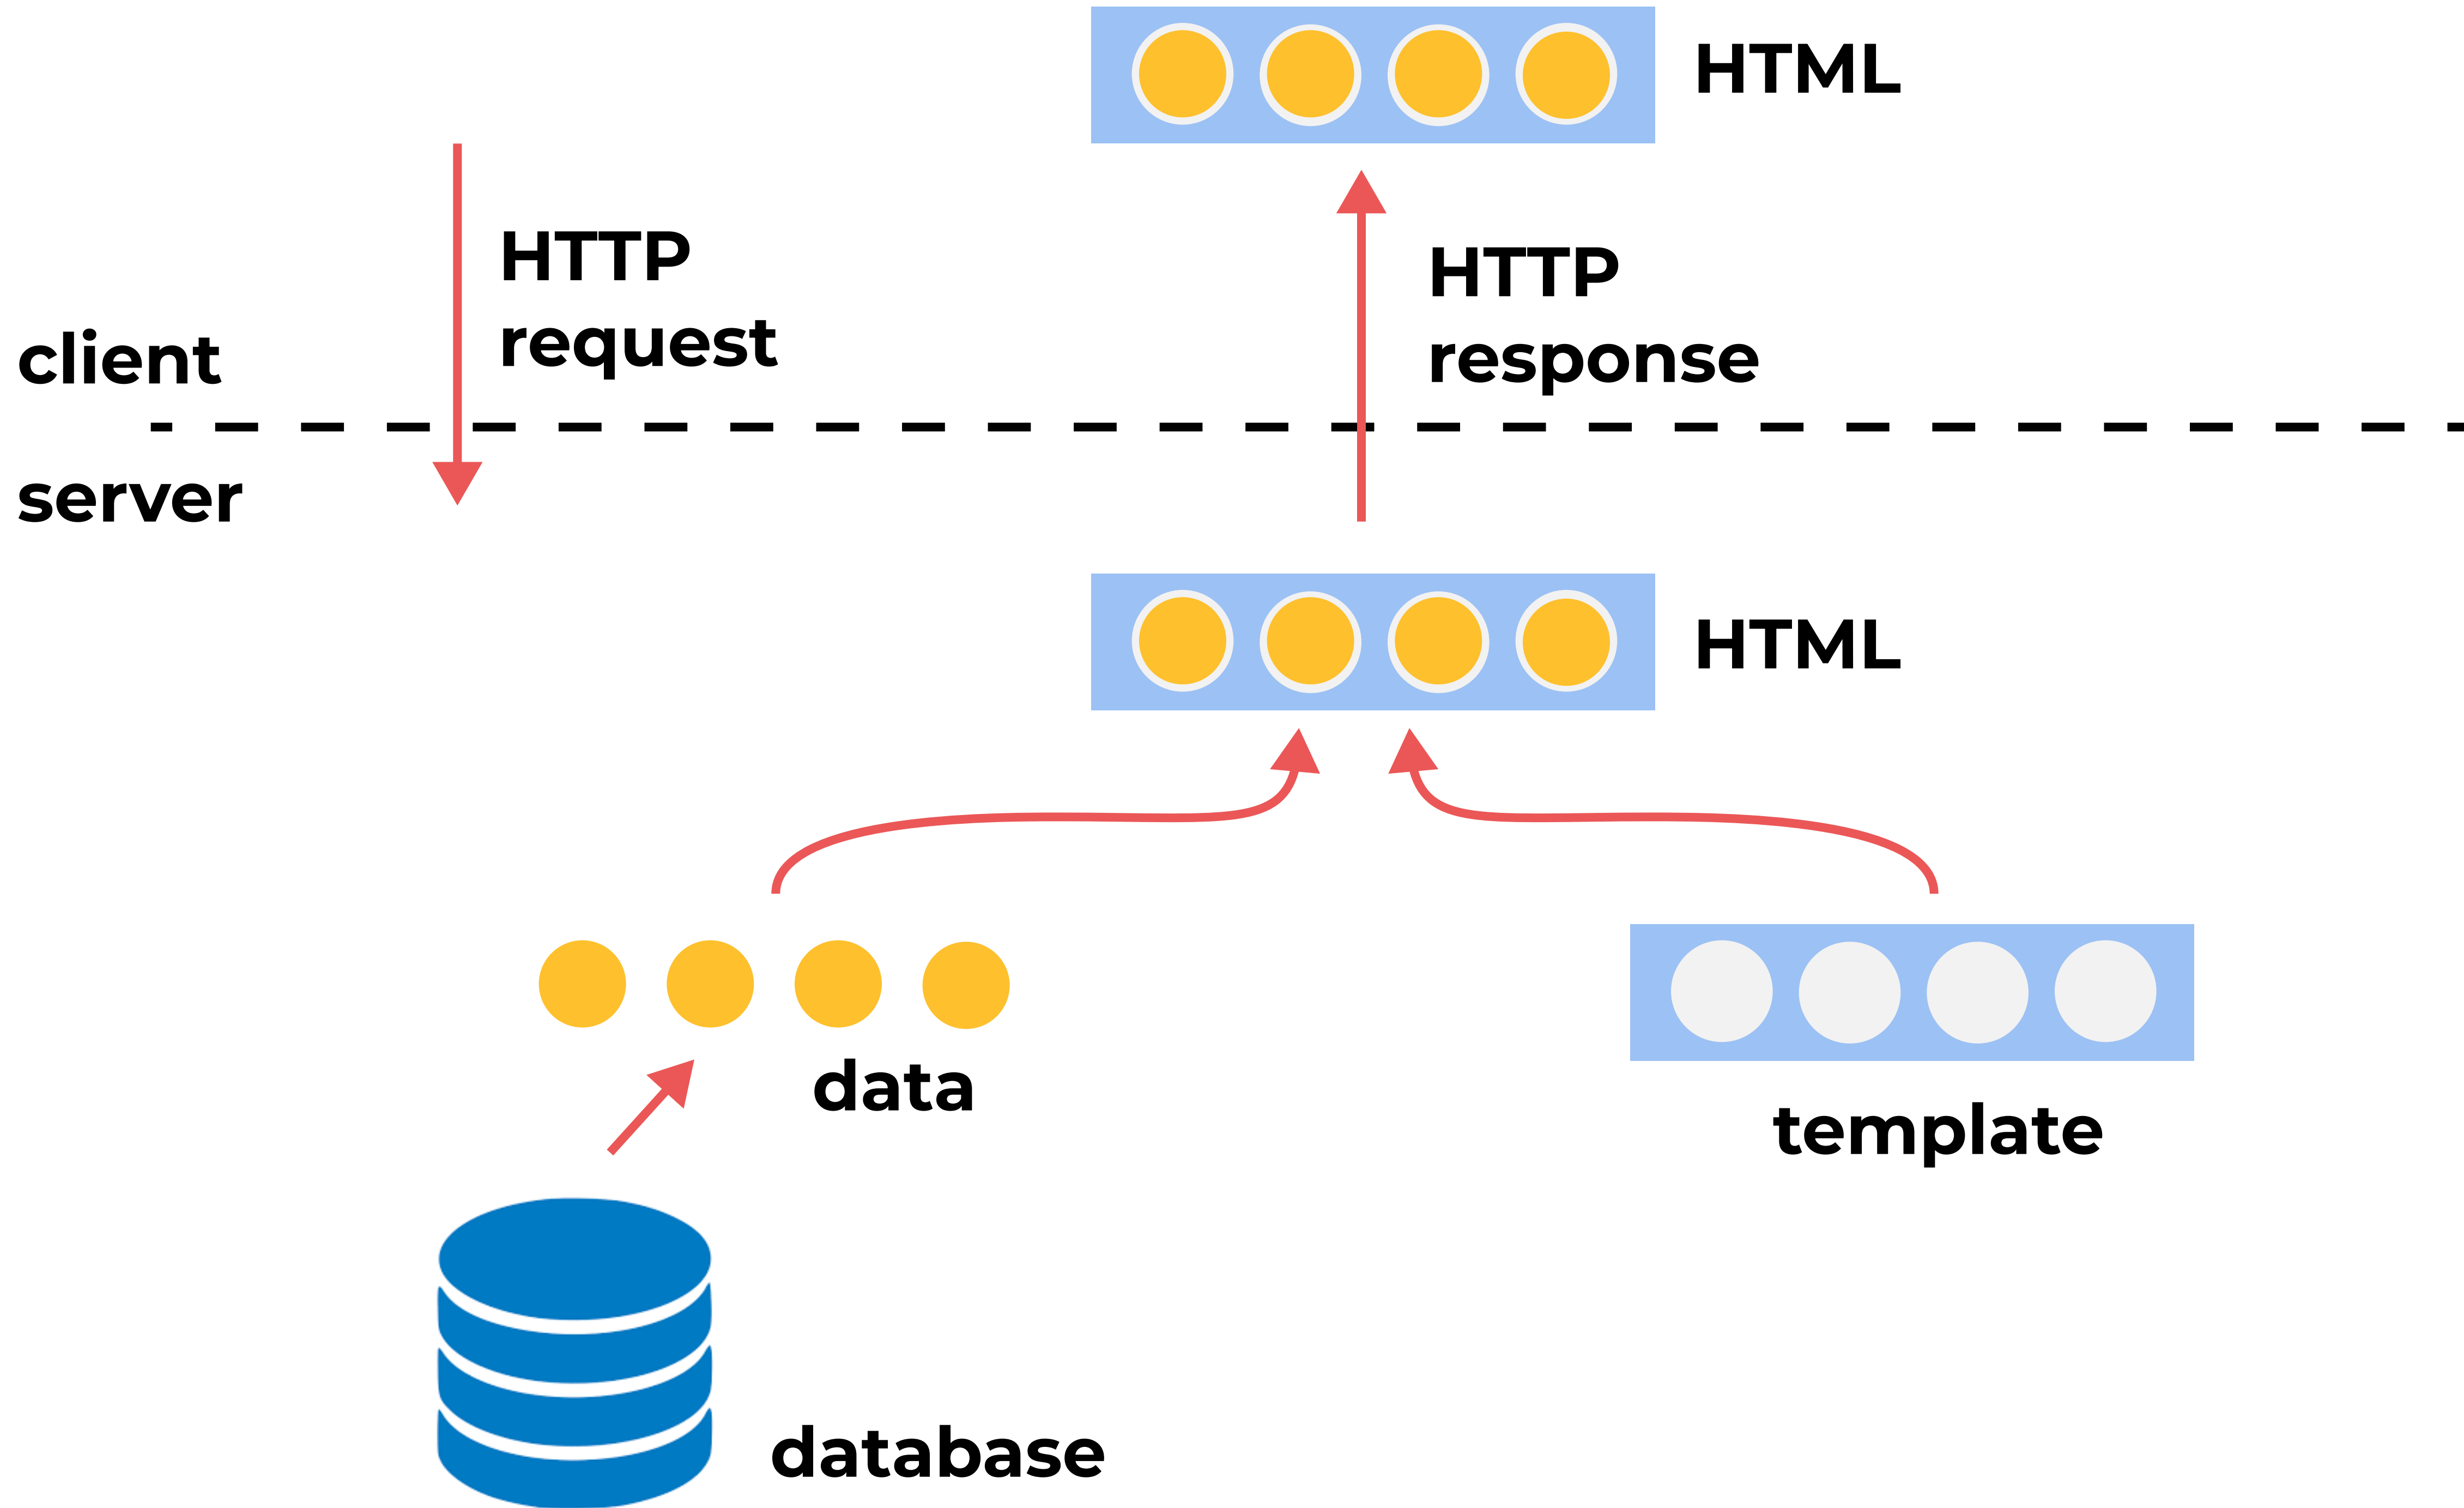 HTML
HTTP
request
HTTP
response
client
server
HTML
data
template
database